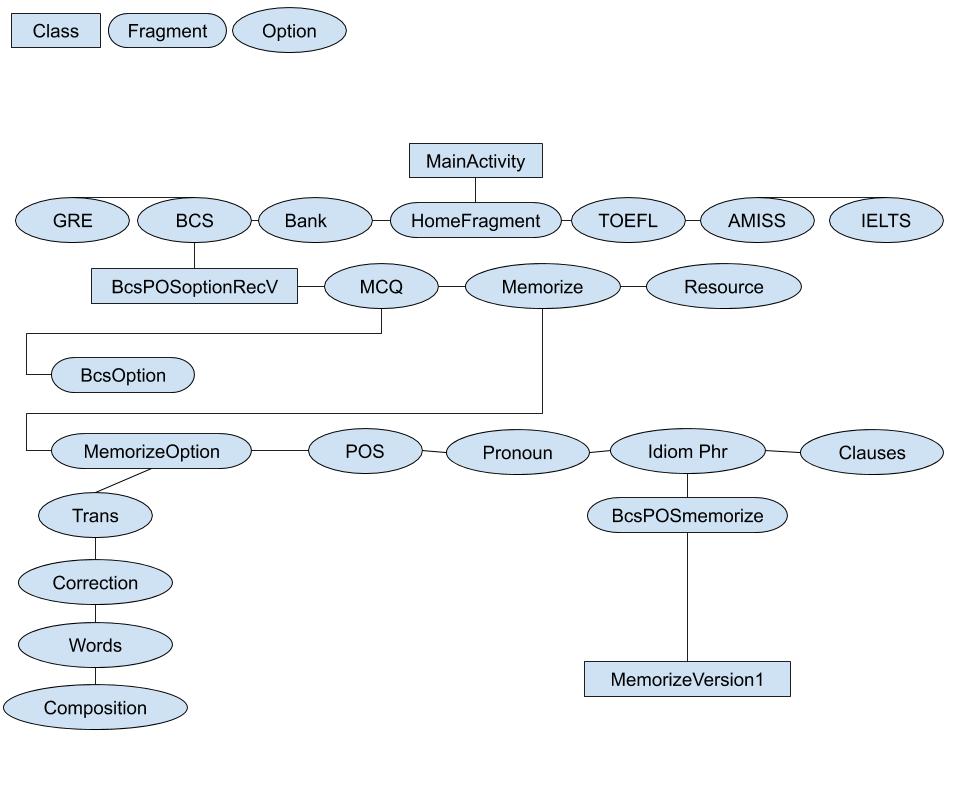 Class Fragment Option
MainActivity
GRE BCS Bank HomeFragment TOEFL AMISS IELTS
BcsPOSoptionRecV MCQ Memorize Resource
BcsOption
MemorizeOption POS Pronoun Idiom Phr Clauses
Trans BcsPOSmemorize
Correction
Words
MemorizeVersion1
Composition